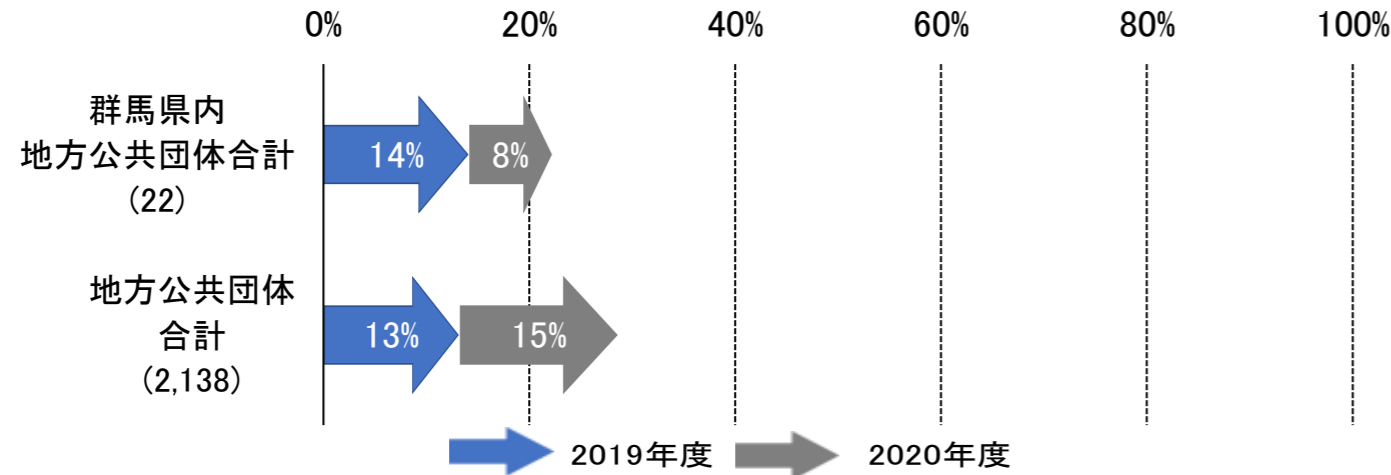 0% 20% 40% 60% 80% 100%
群馬県内
地方公共団体合計
(22)
14% 8%
地方公共団体
合計
(2,138)
13% 15%
2019年度 2020年度